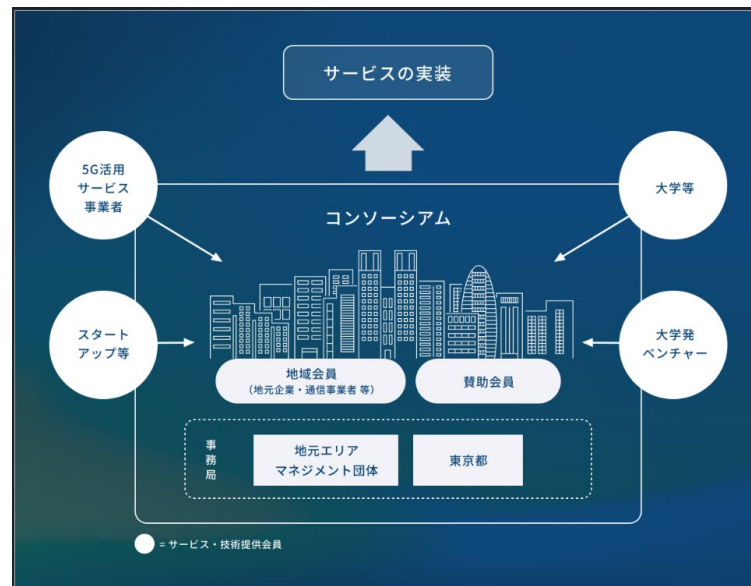 サービスの実装
5G活用
サービス
事業者
大学等
コンソーシアム
スタート
アップ等
大学発
ベンチャー
地域会員
（地元企業・通信事業者 等）
賛助会員
事務局
地元エリア
マネジメント団体
東京都
= サービス・技術提供会員